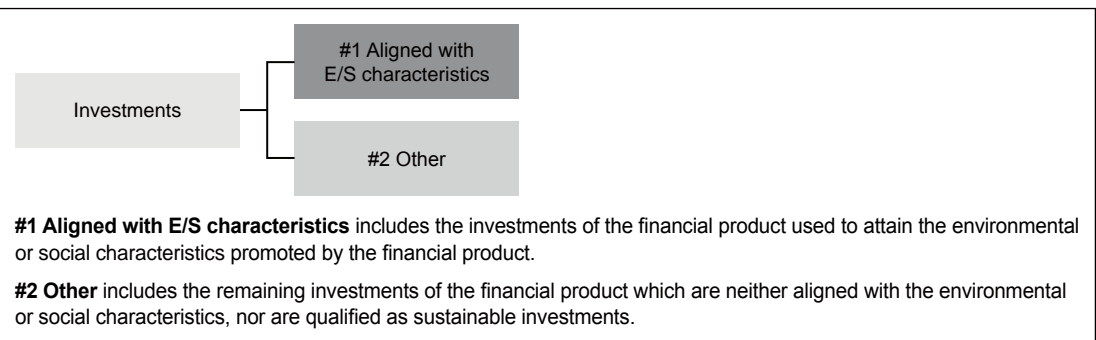 #1 Aligned with
E/S characteristics
Investments
#2 Other
#1 Aligned with E/S characteristics includes the investments of the financial product used to attain the environmental
or social characteristics promoted by the financial product.
#2 Other includes the remaining investments of the financial product which are neither aligned with the environmental
or social characteristics, nor are qualified as sustainable investments.